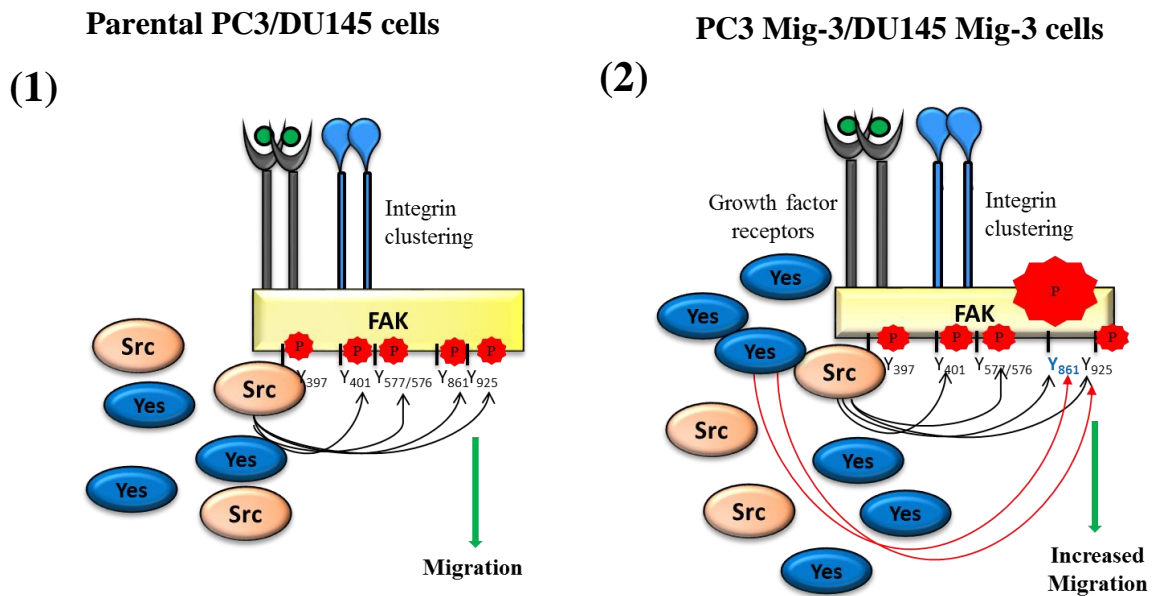 Parental PC3/DU145 cells
(1)
Integrin
clustering
FAK
P P P P P
Y397 Y401 Y577/576 Y861 Y925
Src
Yes
Src
Yes
Yes
Src
Migration
PC3 Mig-3/DU145 Mig-3 cells
(2)
Growth factor
receptors
Integrin
clustering
Yes
P
FAK
Yes
P P P P
Yes
Src
Y397 Y401 Y577/576 Y861 Y925
Src
Yes
Src
Yes
Yes
Increased
Migration